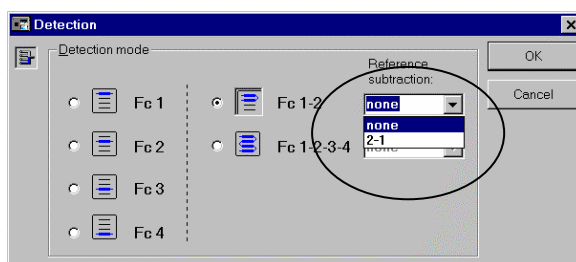 Detection
Detection mode
Reference
subtraction:
OK
Cancel
Fc 1
Fc 1-2
none
none
2-1
Fc 2
Fc 1-2-3-4
none
Fc 3
Fc 4